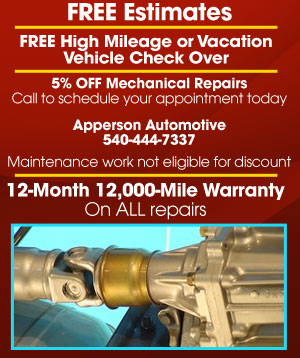 FREE Estimates
FREE High Mileage or Vacation
Vehicle Check Over
5% OFF Mechanical Repairs
Call to schedule your appointment today
Apperson Automotive
540-444-7337
Maintenance work not eligible for discount
12-Month 12,000-Mile Warranty
On ALL repairs